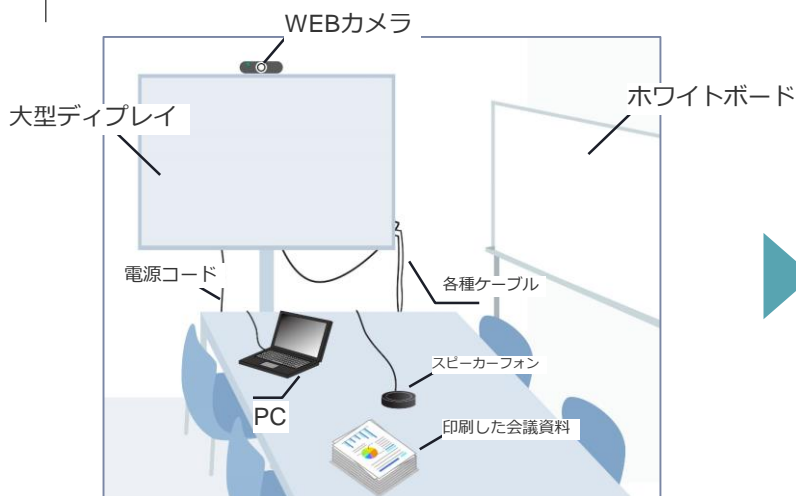 WEBカメラ
大型ディプレイ
ホワイトボード
電源コード
各種ケーブル
スピーカーフォン
PC
印刷した会議資料